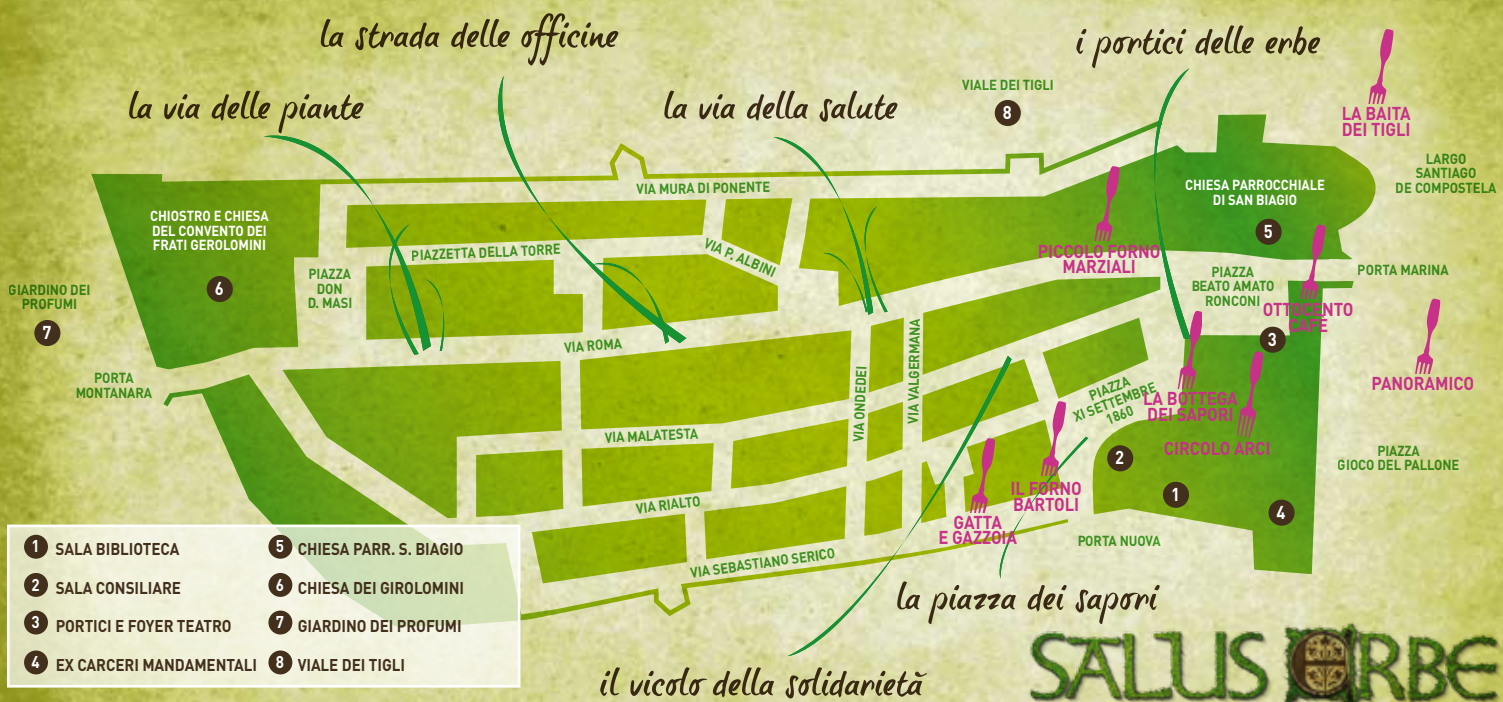 la strada delle officine
i portici delle erbe
la via delle piante
la via della salute
VIALE DEI TIGLI
8
LA BAITA
DEI TIGLI
LARGO
SANTIAGO
DE COMPOSTELA
VIA MURA DI PONENTE
CHIESA PARROCCHIALE
DI SAN BIAGIO
5
CHIOSTRO E CHIESA
DEL CONVENTO DEI
FRATI GEROLOMINI
6
PIAZZETTA DELLA TORRE
VIA P. ALBINI
PICCOLO FORNO
MARZIALI
PIAZZA
DON
D. MASI
PIAZZA
BEATO AMATO
RONCONI
PORTA MARINA
GIARDINO DEI
PROFUMI
7
OTTOCENTO
CAFÈ
3
VIA ROMA
PORTA
MONTANARA
VIA ONDEDEI
VIA VALGERMANA
PANORAMICO
PIAZZA
XI SETTEMBRE
1860
LA BOTTEGA
DEI SAPORI
CIRCOLO ARCI
VIA MALATESTA
2
1
4
PIAZZA
GIOCO DEL PALLONE
VIA RIALTO
IL FORNO
BARTOLI
GATTA
E GAZZOIA
PORTA NUOVA
VIA SEBASTIANO SERICO
1 SALA BIBLIOTECA
2 SALA CONSILIARE
3 PORTICI E FOYER TEATRO
4 EX CARCERI MANDAMENTALI
5 CHIESA PARR. S. BIAGIO
6 CHIESA DEI GIROLOMINI
7 GIARDINO DEI PROFUMI
8 VIALE DEI TIGLI
la piazza dei sapori
il vicolo della solidarietà
SALUS ERBE